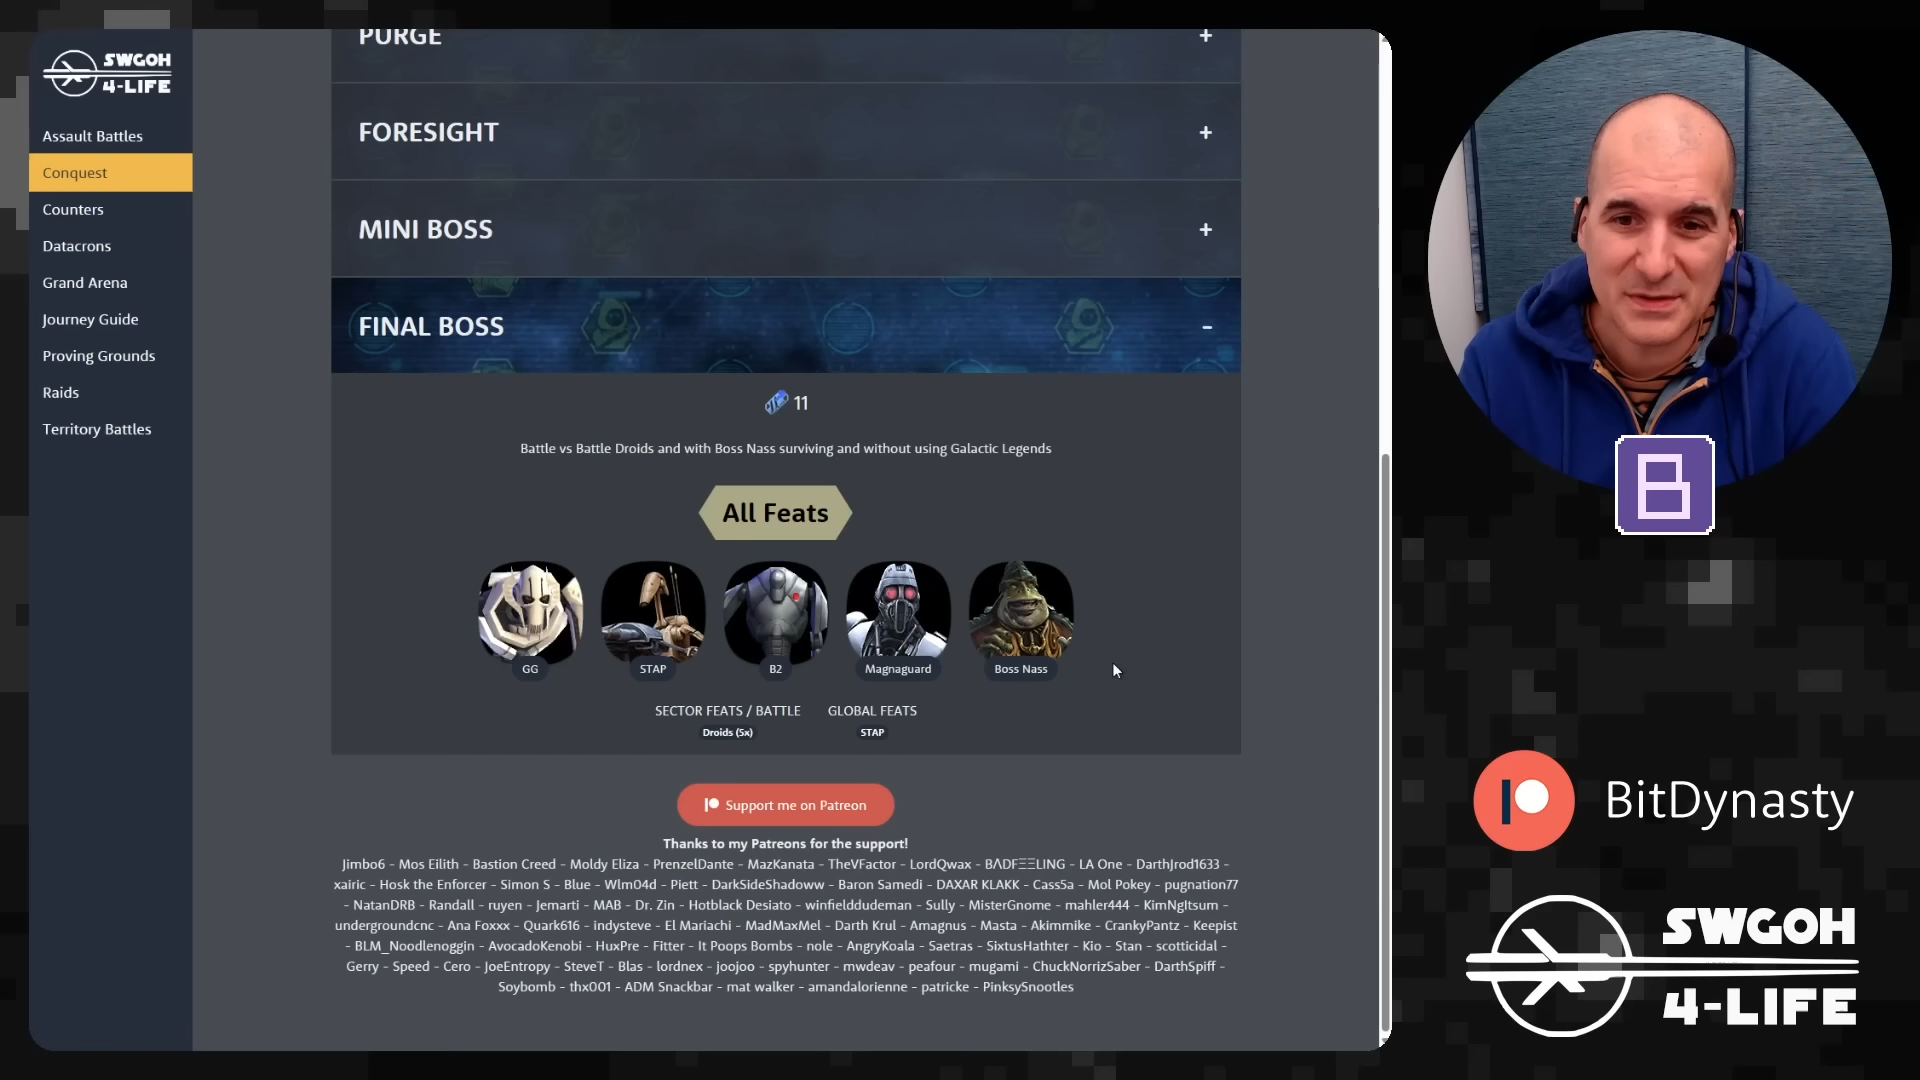 SWGOH
4-LIFE
Assault Battles
Conquest
Counters
Datacrons
Grand Arena
Journey Guide
Proving Grounds
Raids
Territory Battles
PURGE +
FORESIGHT +
MINI BOSS +
FINAL BOSS -
11
Battle vs Battle Droids and with Boss Nass surviving and without using Galactic Legends
All Feats
GG STAP B2 Magnaguard Boss Nass
SECTOR FEATS / BATTLE GLOBAL FEATS
Droids (5x) STAP
Support me on Patreon
Thanks to my Patreons for the support!
Jimbo6 - Mos Eilith - Bastion Creed - Moldy Eliza - PrenzelDante - MazKanata - TheVFactor - LordQwax - BΛDFΞΞLING - LA One - DarthJrod1633 -
xairic - Hosk the Enforcer - Simon S - Blue - Wlm04d - Piett - DarkSideShadoww - Baron Samedi - DAXAR KLAKK - Cass5a - Mol Pokey - pugnation77
- NatanDRB - Randall - ruyen - Jemarti - MAB - Dr. Zin - Hotblack Desiato - winfielddudeman - Sully - MisterGnome - mahler444 - KimNgItsum -
undergroundcnc - Ana Foxxx - Quark616 - indysteve - El Mariachi - MadMaxMel - Darth Krul - Amagnus - Masta - Akimmike - CrankyPantz - Keepist
- BLM_Noodlenoggin - AvocadoKenobi - HuxPre - Fitter - It Poops Bombs - nole - AngryKoala - Saetras - SixtusHathter - Kio - Stan - scotticidal -
Gerry - Speed - Cero - JoeEntropy - SteveT - Blas - lordnex - joojoo - spyhunter - mwdeav - peafour - mugami - ChuckNorrizSaber - DarthSpiff -
Soybomb - thx001 - ADM Snackbar - mat walker - amandalorienne - patricke - PinksySnootles
B
BitDynasty
SWGOH
4-LIFE